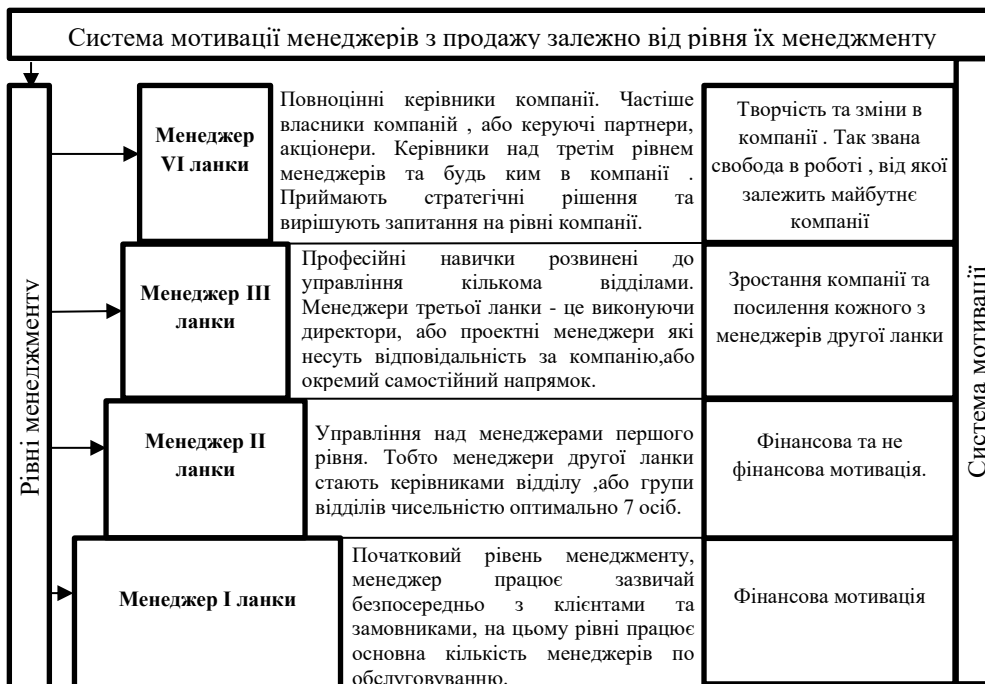 Система мотивації менеджерів з продажу залежно від рівня їх менеджменту
Рівні менеджменту
Менеджер
VI ланки
Повноцінні керівники компанії. Частіше
власники компаній , або керуючі партнери,
акціонери. Керівники над третім рівнем
менеджерів та будь ким в компанії .
Приймають стратегічні рішення та
вирішують запитання на рівні компанії.
Творчість та зміни в
компанії . Так звана
свобода в роботі , від якої
залежить майбутнє
компанії
Менеджер III
ланки
Професійні навички розвинені до
управління кількома відділами.
Менеджери третьої ланки - це виконуючи
директори, або проектні менеджери які
несуть відповідальність за компанію,або
окремий самостійний напрямок.
Зростання компанії та
посилення кожного з
менеджерів другої ланки
Менеджер II
ланки
Управління над менеджерами першого
рівня. Тобто менеджери другої ланки
стають керівниками відділу ,або групи
відділів чисельністю оптимально 7 осіб.
Фінансова та не
фінансова мотивація.
Менеджер I ланки
Початковий рівень менеджменту,
менеджер працює зазвичай
безпосередньо з клієнтами та
замовниками, на цьому рівні працює
основна кількість менеджерів по
обслуговуванню.
Фінансова мотивація
Система мотивації